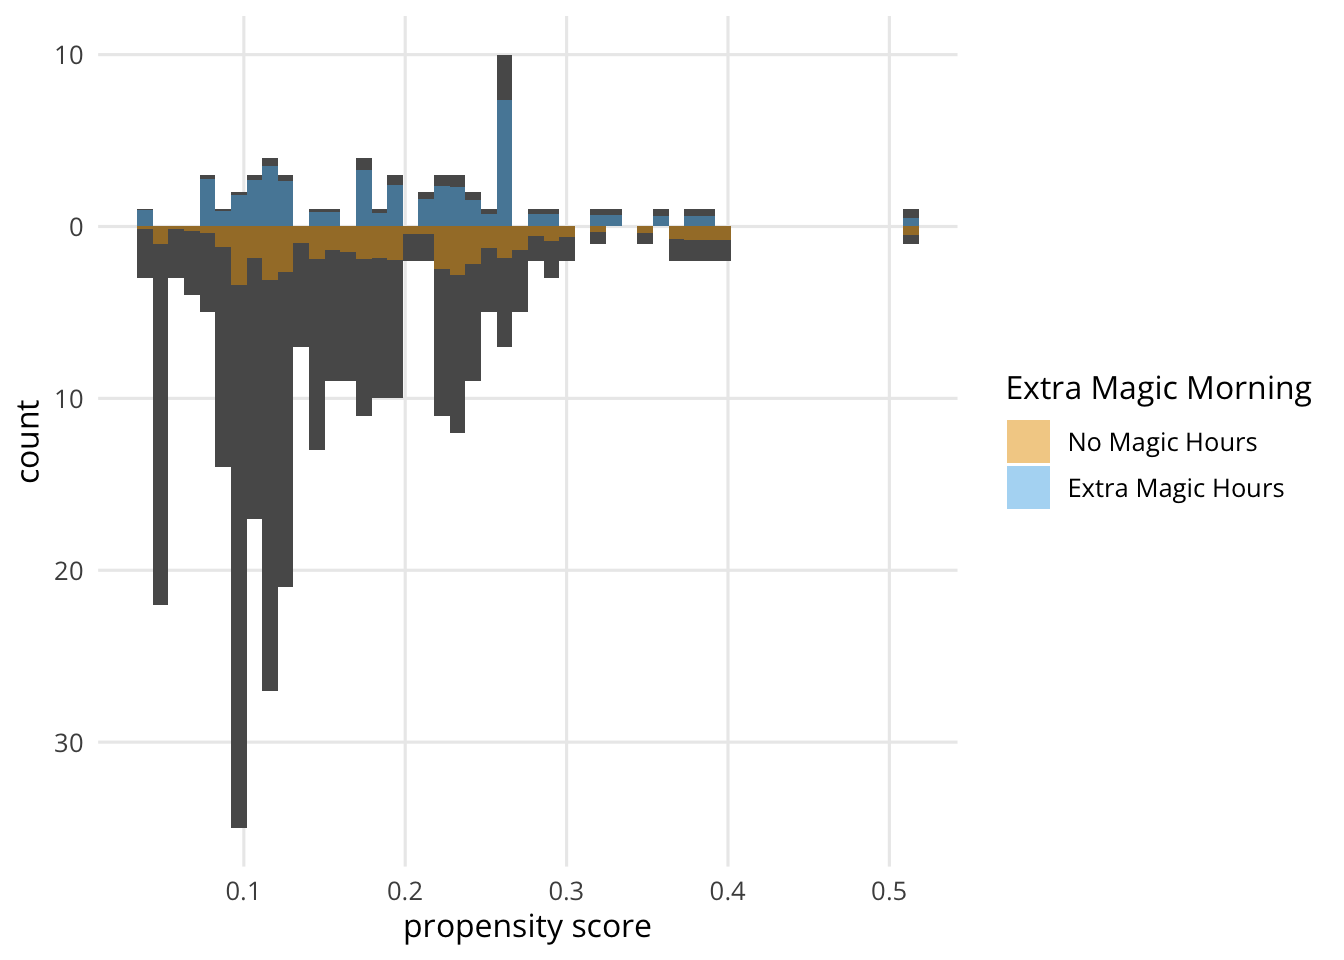 10
0
10
20
30
count
0.1 0.2 0.3 0.4 0.5
propensity score
Extra Magic Morning
No Magic Hours
Extra Magic Hours